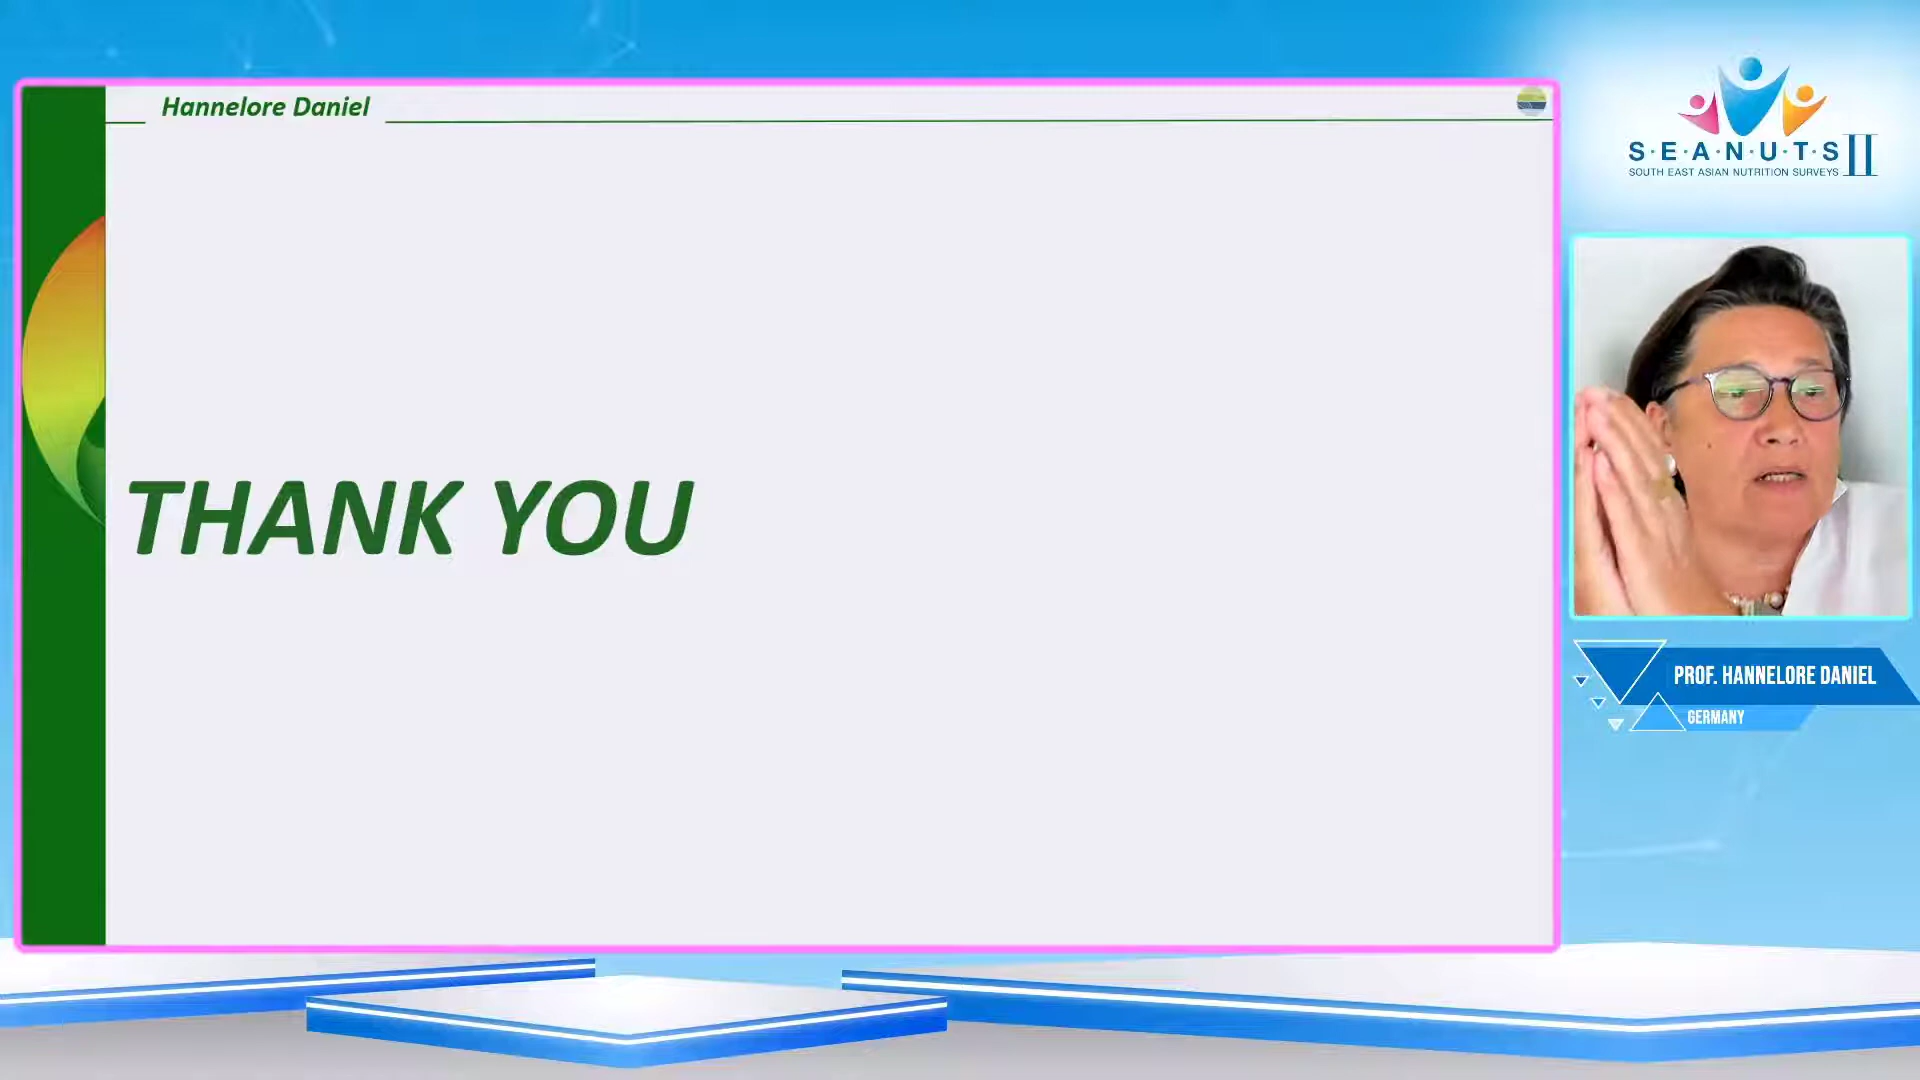 Hannelore Daniel
THANK YOU
S·E·A·N·U·T·S II
SOUTH EAST ASIAN NUTRITION SURVEYS
PROF. HANNELORE DANIEL
GERMANY